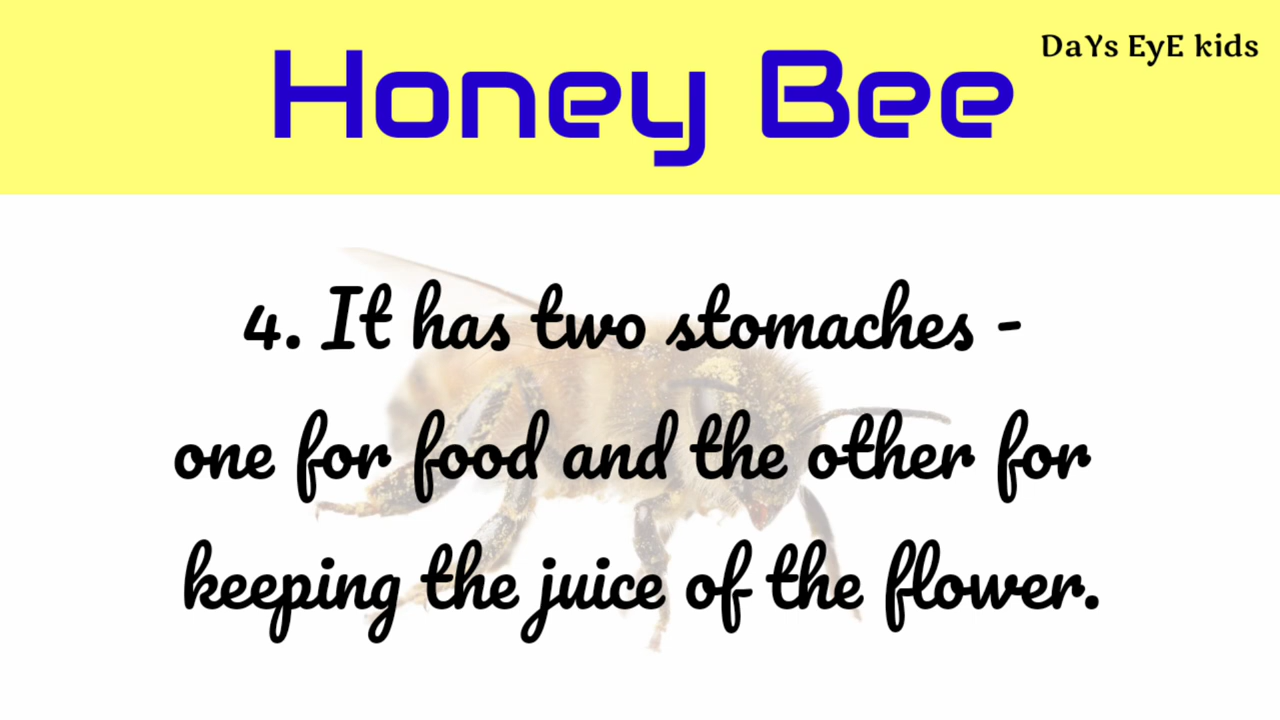 Honey Bee
DaYs EyE kids
4. It has two stomaches -
one for food and the other for
keeping the juice of the flower.